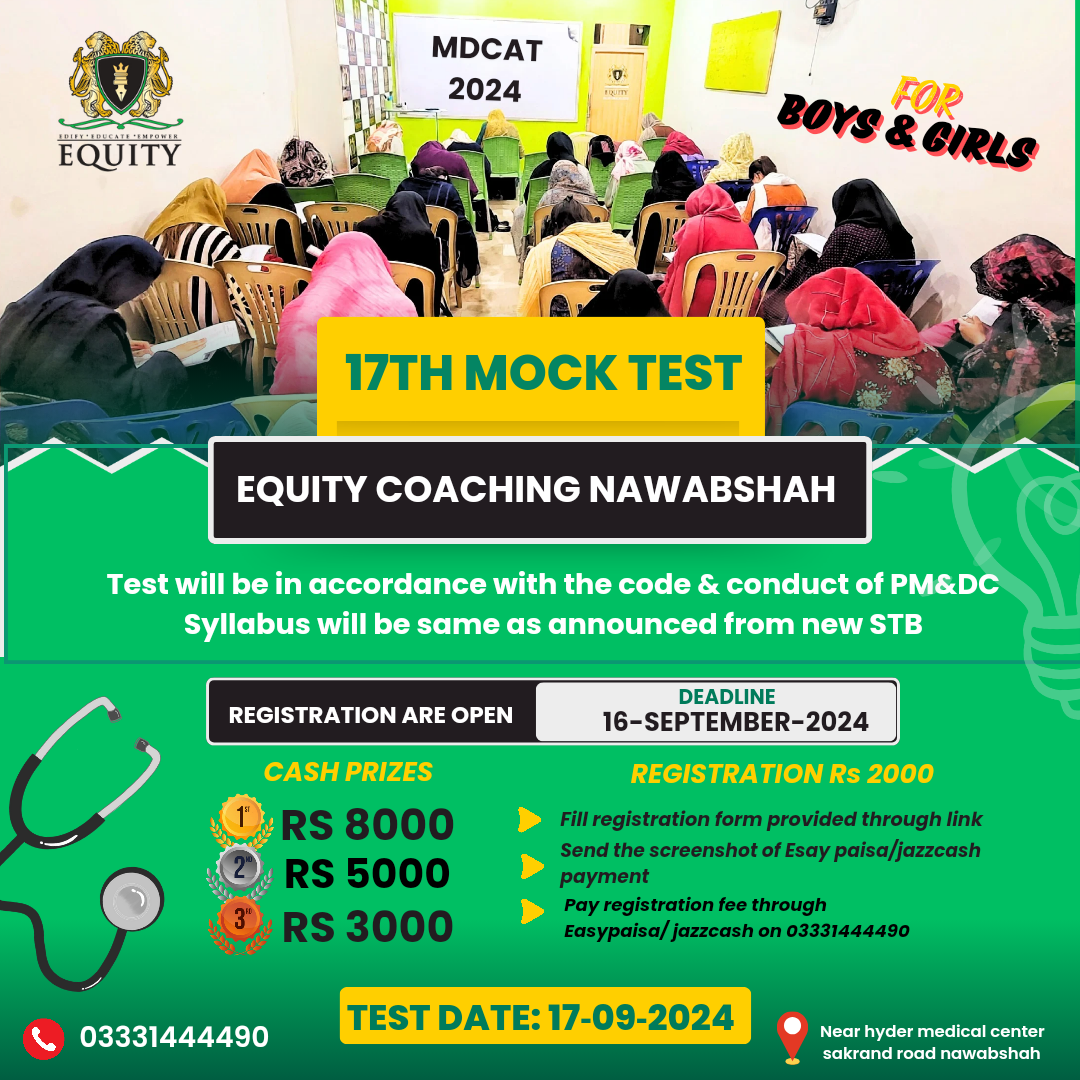 MDCAT
2024
EQUITY
FOR
BOYS & GIRLS
EDIFY * EDUCATE * EMPOWER
EQUITY
17TH MOCK TEST
EQUITY COACHING NAWABSHAH
Test will be in accordance with the code & conduct of PM&DC
Syllabus will be same as announced from new STB
REGISTRATION ARE OPEN
DEADLINE
16-SEPTEMBER-2024
CASH PRIZES
1ST RS 8000
2ND RS 5000
3RD RS 3000
REGISTRATION Rs 2000
Fill registration form provided through link
Send the screenshot of Esay paisa/jazzcash
payment
Pay registration fee through
Easypaisa/ jazzcash on 03331444490
TEST DATE: 17-09-2024
03331444490
Near hyder medical center
sakrand road nawabshah